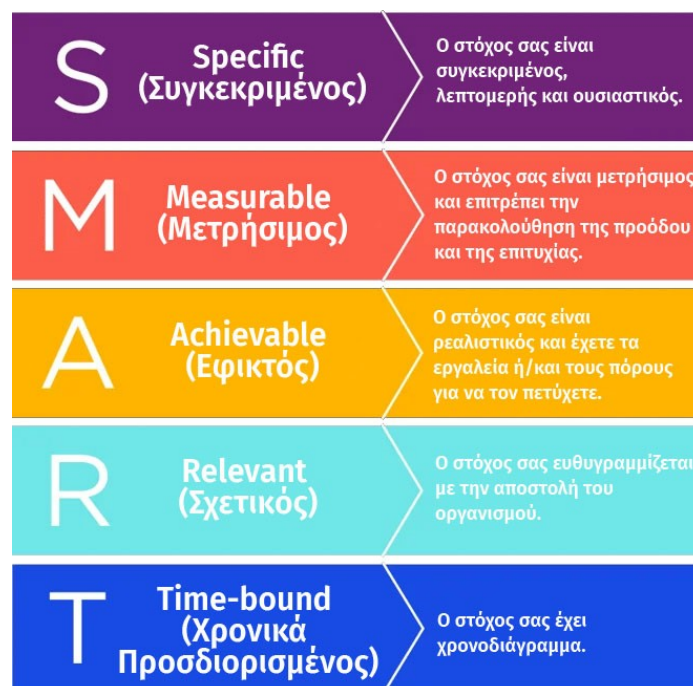 S
Specific
(Συγκεκριμένος)
Ο στόχος σας είναι
συγκεκριμένος,
λεπτομερής και ουσιαστικός.
M
Measurable
(Μετρήσιμος)
Ο στόχος σας είναι μετρήσιμος
και επιτρέπει την
παρακολούθηση της προόδου
και της επιτυχίας.
A
Achievable
(Εφικτός)
Ο στόχος σας είναι
ρεαλιστικός και έχετε τα
εργαλεία ή/και τους πόρους
για να τον πετύχετε.
R
Relevant
(Σχετικός)
Ο στόχος σας ευθυγραμμίζεται
με την αποστολή του
οργανισμού.
T
Time-bound
(Χρονικά
Προσδιορισμένος)
Ο στόχος σας έχει
χρονοδιάγραμμα.